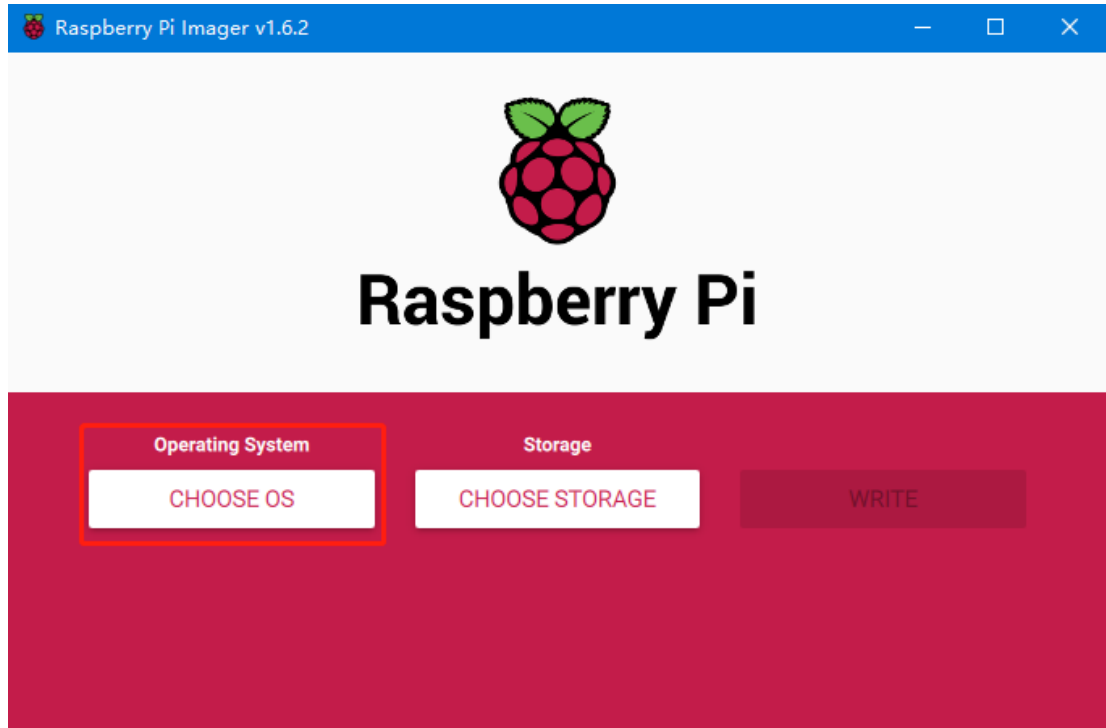 Raspberry Pi Imager v1.6.2
Raspberry Pi
Operating System
Storage
CHOOSE OS
CHOOSE STORAGE
WRITE